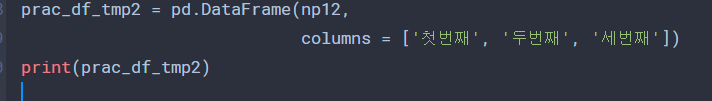 prac_df_tmp2 = pd.DataFrame(np12,
columns = ['첫번째', '두번째', '세번째'])
print(prac_df_tmp2)